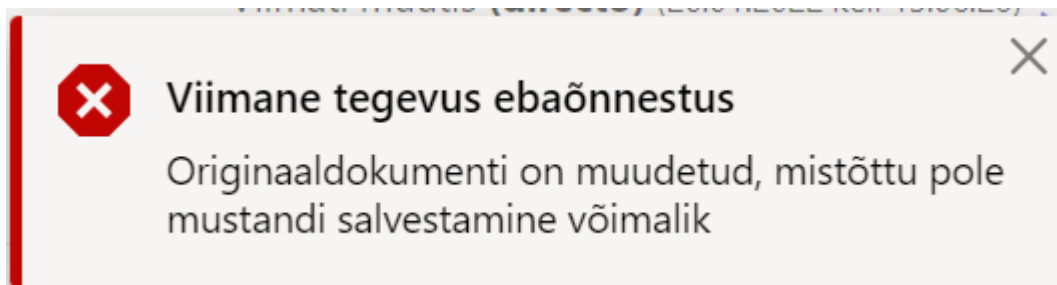 Viimane tegevus ebaõnnestus
Originaaldokumenti on muudetud, mistõttu pole
mustandi salvestamine võimalik